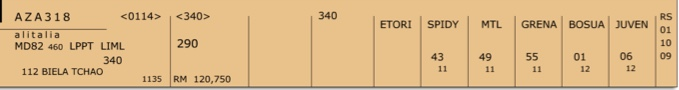 AZA318 <0114> <340> 340
ETORI SPIDY MTL GRENA BOSUA JUVEN
RS
01
10
09
alitalia
MD82 460 LPPT LIML
290
340
43 49 55 01 06
11 11 11 12 12
112 BIELA TCHAO
1135 RM 120,750